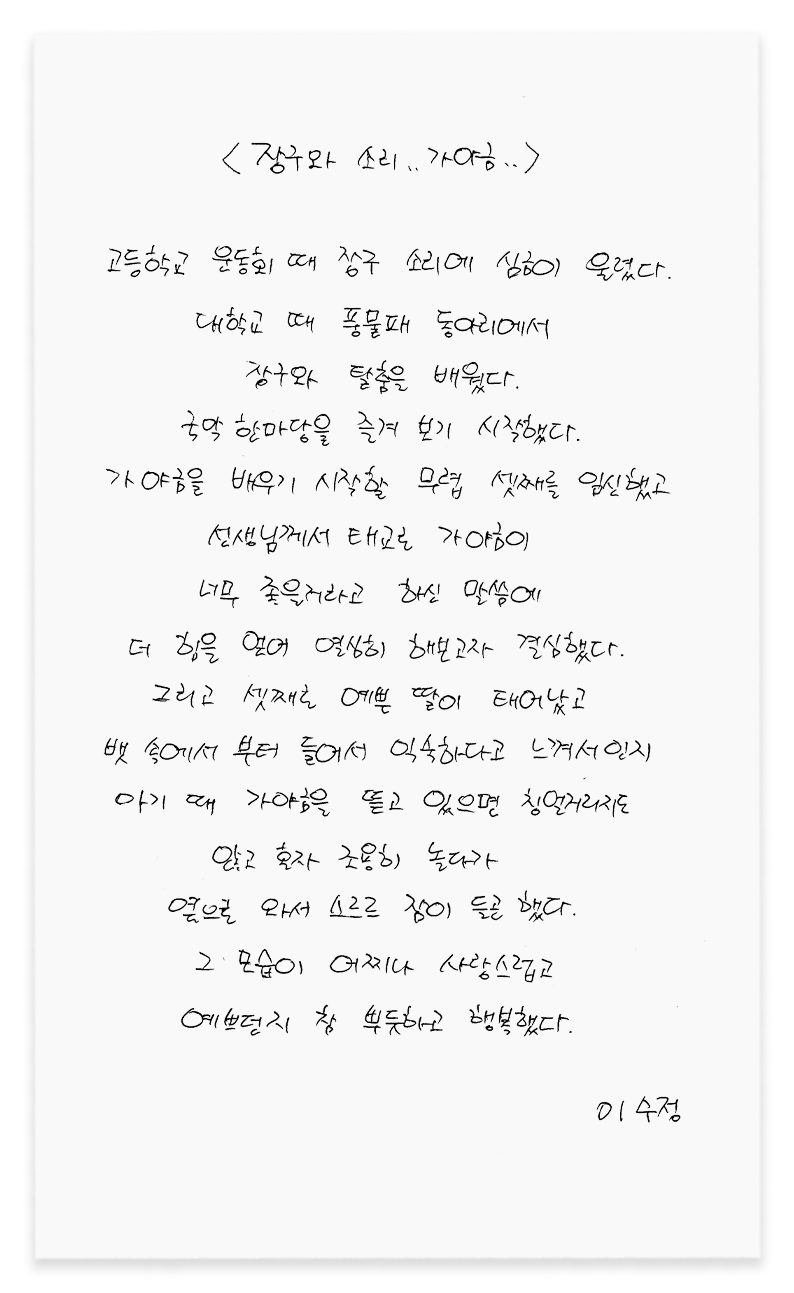 <장구와 소리.. 가야금..>
고등학교 운동회 때 장구 소리에 심금이 울렸다.
대학교 때 풍물패 동아리에서
장구와 탈춤을 배웠다.
국악 한마당을 즐겨 보기 시작했다.
가야금을 배우기 시작할 무렵 셋째를 임신했고
선생님께서 태교로 가야금이
너무 좋을거라고 하신 말씀에
더 힘을 얻어 열심히 해보고자 결심했다.
그리고 셋째로 예쁜 딸이 태어났고
뱃 속에서 부터 들어서 익숙하다고 느껴서인지
아기 때 가야금을 뜯고 있으면 칭얼거리지도
않고 혼자 조용히 놀다가
옆으로 와서 스르르 잠이 들곤 했다.
그 모습이 어찌나 사랑스럽고
예쁘던지 참 뿌듯하고 행복했다.
이수정